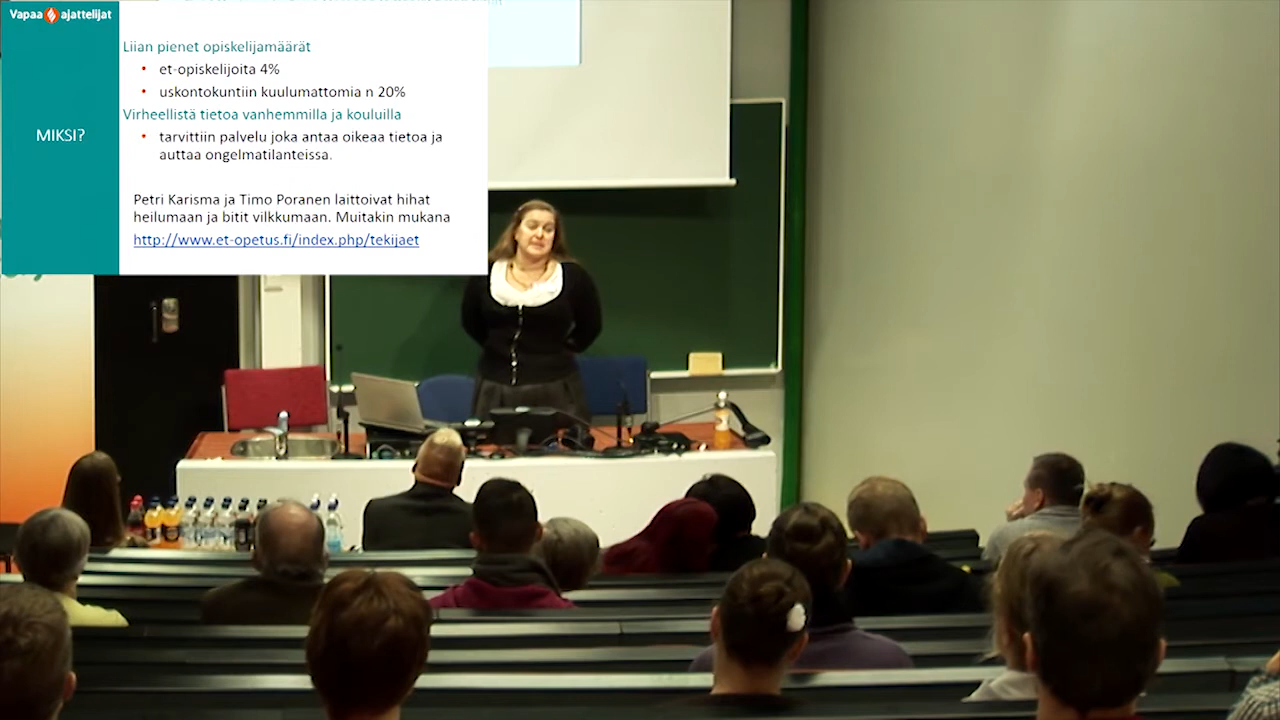 Vapaa ajattelijat
Liian pienet opiskelijamäärät
• et-opiskelijoita 4%
• uskontokuntiin kuulumattomia n 20%
Virheellistä tietoa vanhemmilla ja kouluilla
MIKSI?
• tarvittiin palvelu joka antaa oikeaa tietoa ja
auttaa ongelmatilanteissa.
Petri Karisma ja Timo Poranen laittoivat hihat
heilumaan ja bitit vilkkumaan. Muitakin mukana
http://www.et-opetus.fi/index.php/tekijaet